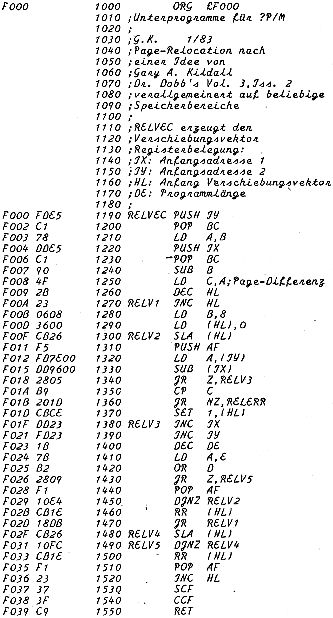 F000 1000 ORG £F000
1010 ;Unterprogramme für ?P/M
1020 ;
1030 ;G.K. 1/83
1040 ;Page-Relocation nach
1050 ;einer Idee von
1060 ;Gary A. Kildall
1070 ;Dr. Dobb's Vol. 3,Iss. 2
1080 ;verallgemeinert auf beliebige
1090 ;Speicherbereiche
1100 ;
1110 ;RELVEC erzeugt den
1120 ;Verschiebungsvektor
1130 ;Registerbelegung:
1140 ;IX: Anfangsadresse 1
1150 ;IY: Anfangsadresse 2
1160 ;HL: Anfang Verschiebungsvektor
1170 ;DE: Programmlänge
1180 ;
F000 FDE5 1190 RELVEC PUSH IY
F002 C1 1200 POP BC
F003 78 1210 LD A,B
F004 DDE5 1220 PUSH IX
F006 C1 1230 POP BC
F007 90 1240 SUB B
F008 4F 1250 LD C,A;Page-Differenz
F009 2B 1260 DEC HL
F00A 23 1270 RELV1 INC HL
F00B 0608 1280 LD B,8
F00D 3600 1290 LD (HL),0
F00F CB26 1300 RELV2 SLA (HL)
F011 F5 1310 PUSH AF
F012 FD7E00 1320 LD A,(IY)
F015 DD9600 1330 SUB (IX)
F018 2805 1340 JR Z,RELV3
F01A B9 1350 CP C
F01B 201D 1360 JR NZ,RELERR
F01D CBCE 1370 SET 1,(HL)
F01F DD23 1380 RELV3 INC IX
F021 FD23 1390 INC IY
F023 1B 1400 DEC DE
F024 7B 1410 LD A,E
F025 B2 1420 OR D
F026 2809 1430 JR Z,RELV5
F028 F1 1440 POP AF
F029 10E4 1450 DJNZ RELV2
F02B CB1E 1460 RR (HL)
F02D 18DB 1470 JR RELV1
F02F CB26 1480 RELV4 SLA (HL)
F031 10FC 1490 RELV5 DJNZ RELV4
F033 CB1E 1500 RR (HL)
F035 F1 1510 POP AF
F036 23 1520 INC HL
F037 37 1530 SCF
F038 3F 1540 CCF
F039 C9 1550 RET